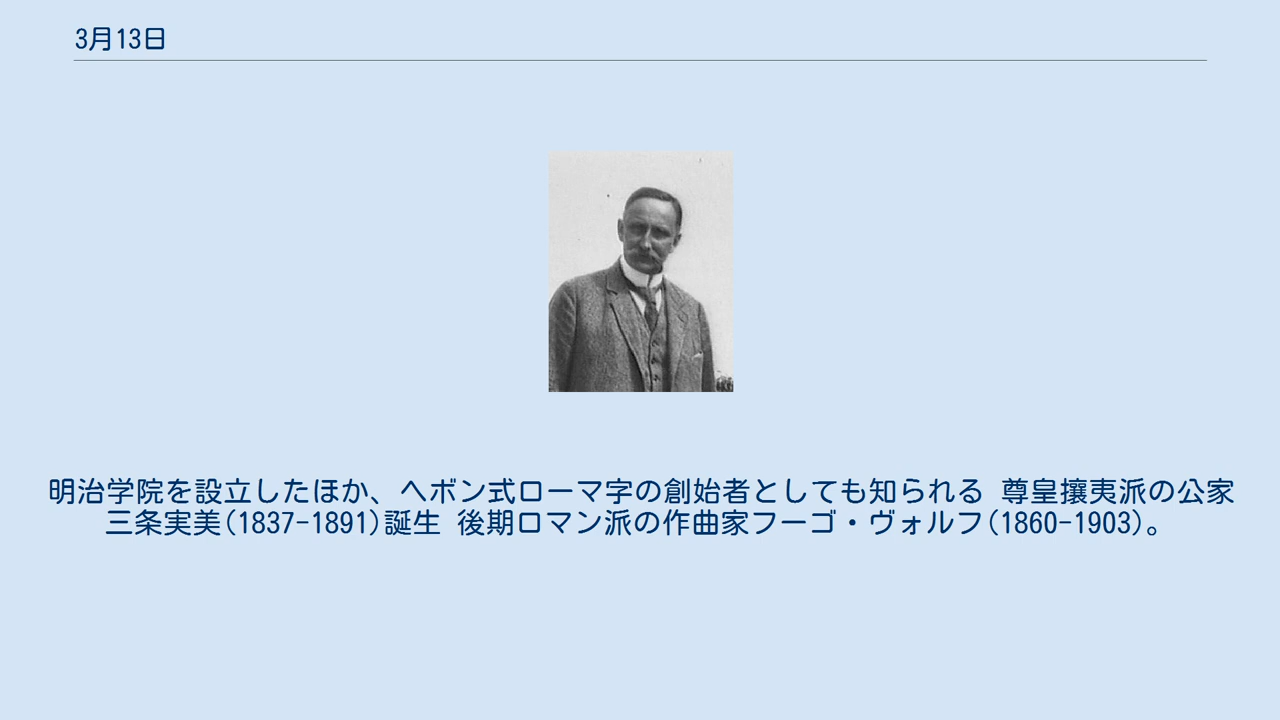 3月13日
明治学院を設立したほか、ヘボン式ローマ字の創始者としても知られる 尊皇攘夷派の公家
三条実美(1837-1891)誕生 後期ロマン派の作曲家フーゴ・ヴォルフ(1860-1903)。